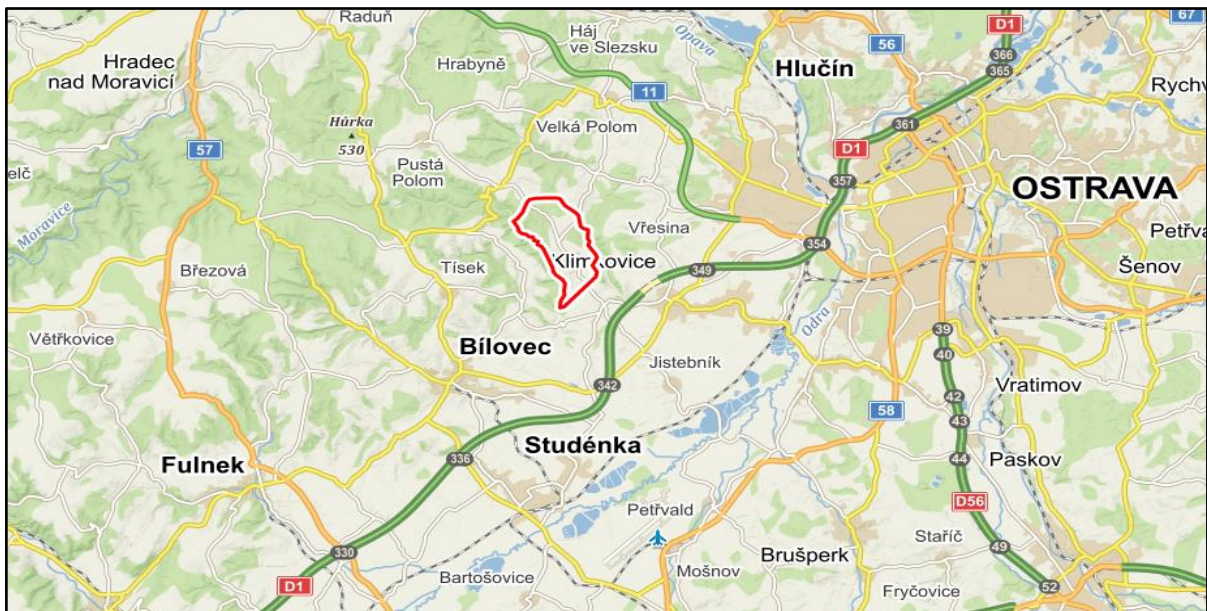 Raduň
Háj
ve Slezsku
Opava
56
D1
67
366
365
Hradec
nad Moravicí
Hrabyně
Hlučín
Rychv
11
Hůrka
530
Velká Polom
361
D1
57
Pustá
Polom
357
elč
OSTRAVA
Moravice
Vřesina
354
Petřva
Březová
Tísek
Klimkovice
349
Šenov
Odra
Větřkovice
39
Bílovec
40
Jistebník
342
Vratimov
42
58
43
Studénka
Fulnek
336
44
Paskov
D56
Petřvald
Staříč
330
Brušperk
49
D1
Bartošovice
Mošnov
Fryčovice
52